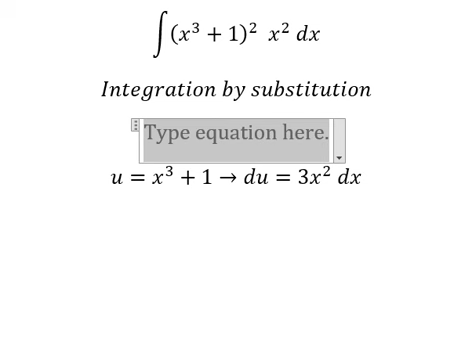 ∫(x³ + 1)² x² dx
Integration by substitution
Type equation here.
u = x³ + 1 → du = 3x² dx